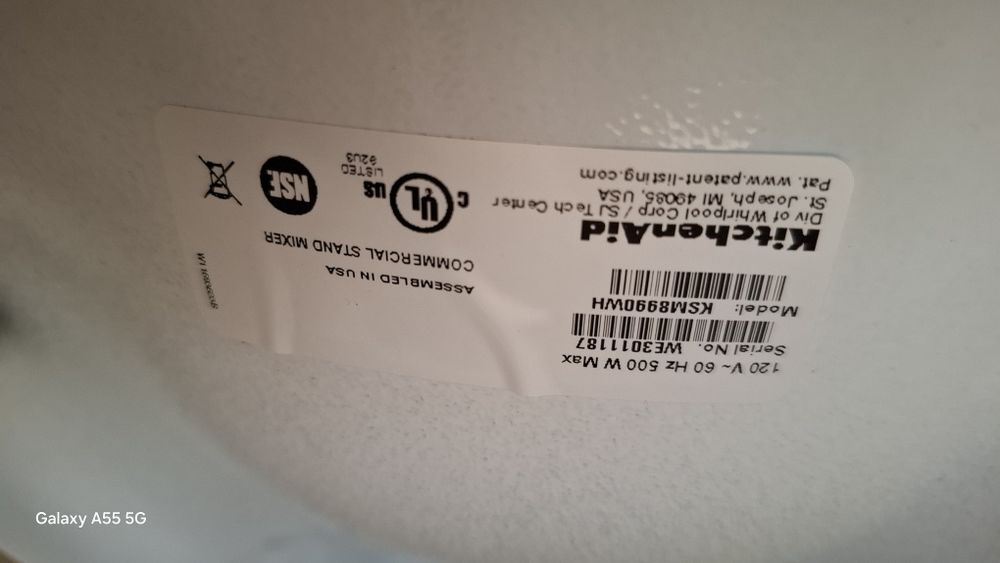 KitchenAid
Div of Whirlpool Corp / SJ Tech Center
St. Joseph, MI 49085, USA
Pat. www.patent-listing.com
Model: KSM8990WH
Serial No. WE3011187
120 V~ 60 Hz 500 W Max
C UL US
LISTED
62U3
NSF
COMMERCIAL STAND MIXER
ASSEMBLED IN USA
Galaxy A55 5G